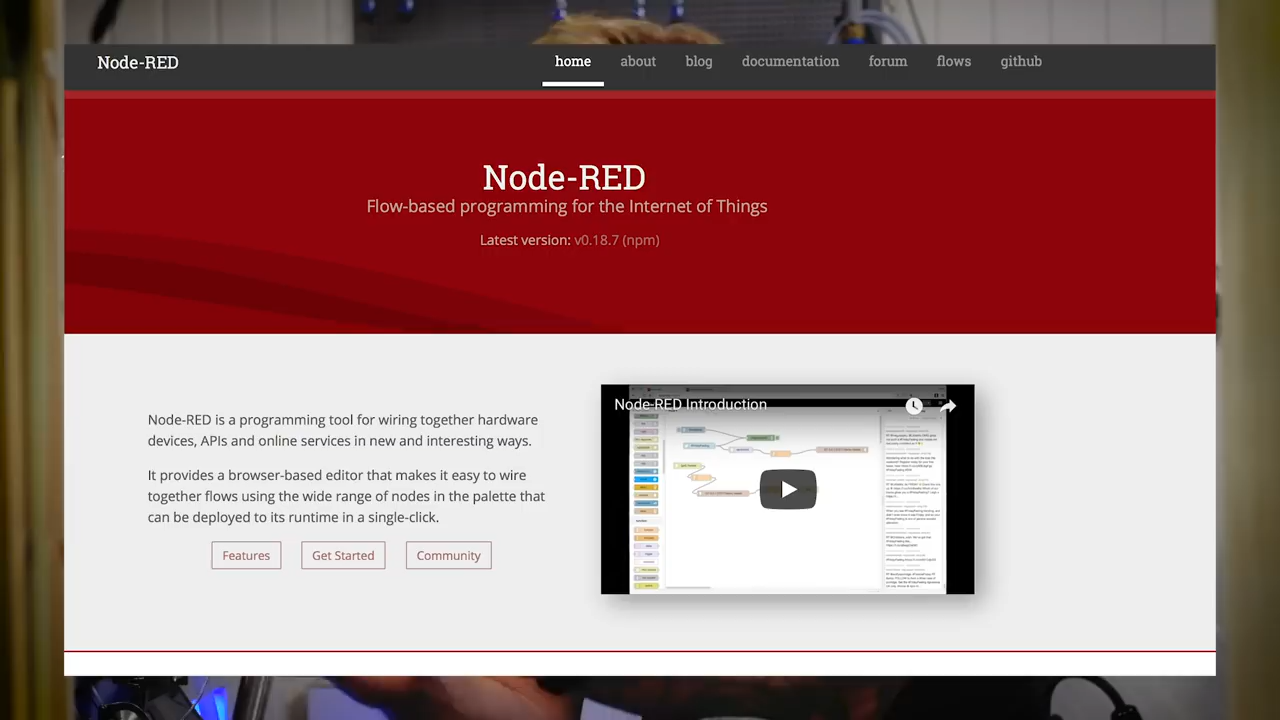 Node-RED
home about blog documentation forum flows github
Node-RED
Flow-based programming for the Internet of Things
Latest version: v0.18.7 (npm)
Node-RED is a programming tool for wiring together hardware
devices, APIs and online services in new and interesting ways.
It provides a browser-based editor that makes it easy to wire
together flows using the wide range of nodes in the palette that
can be deployed to its runtime in a single-click.
Features Get Started Community
Node-RED Introduction